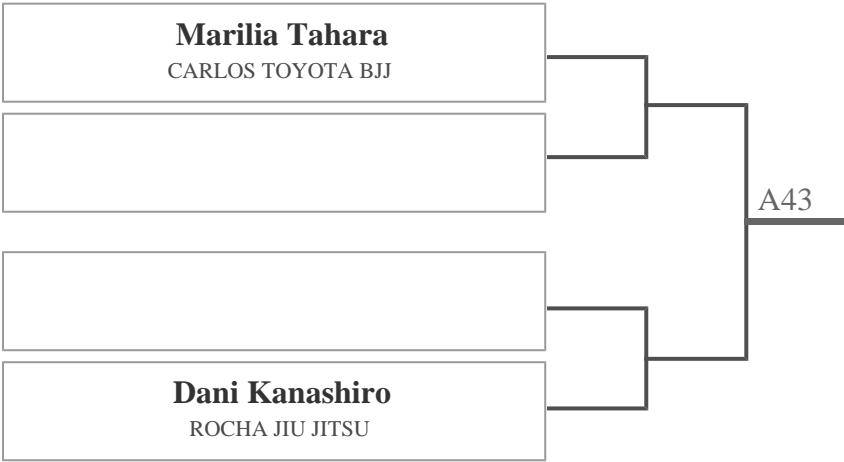 Marilia Tahara
CARLOS TOYOTA BJJ
A43
Dani Kanashiro
ROCHA JIU JITSU